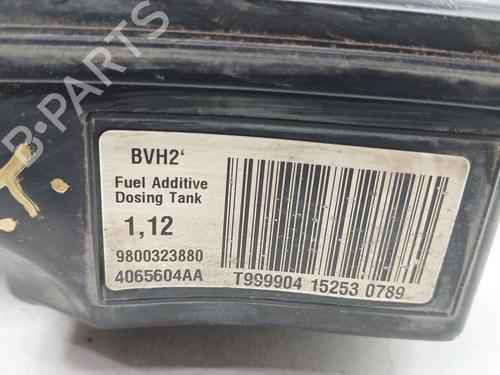 B-PARTS
BVH2'
Fuel Additive
Dosing Tank
1,12
9800323880
4065604AA
T999904 15253 0789